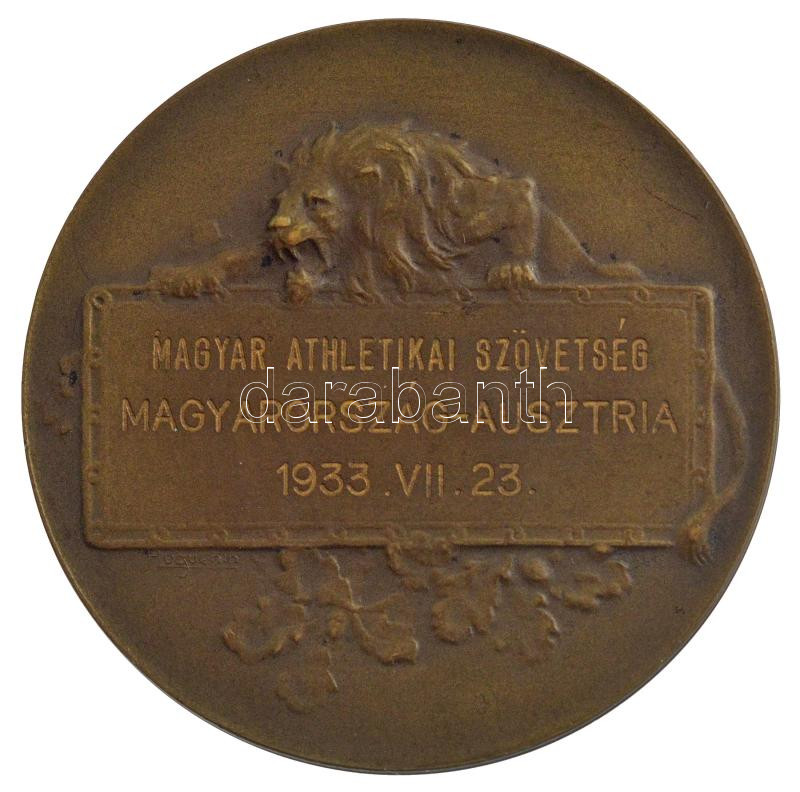 MAGYAR ATHLETIKAI SZÖVETSÉG
MAGYARORSZÁG-AUSZTRIA
darabanth
1933.VII.23.